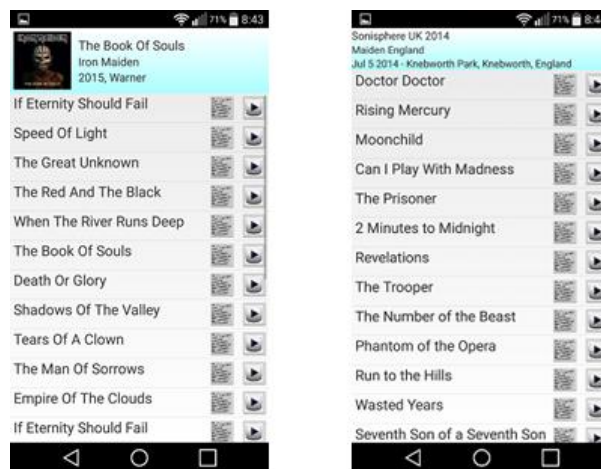 71% 8:43
The Book Of Souls
Iron Maiden
2015, Warner
If Eternity Should Fail
Speed Of Light
The Great Unknown
The Red And The Black
When The River Runs Deep
The Book Of Souls
Death Or Glory
Shadows Of The Valley
Tears Of A Clown
The Man Of Sorrows
Empire Of The Clouds
If Eternity Should Fail
71% 8:4
Sonisphere UK 2014
Maiden England
Jul 5 2014 - Knebworth Park, Knebworth, England
Doctor Doctor
Rising Mercury
Moonchild
Can I Play With Madness
The Prisoner
2 Minutes to Midnight
Revelations
The Trooper
The Number of the Beast
Phantom of the Opera
Run to the Hills
Wasted Years
Seventh Son of a Seventh Son